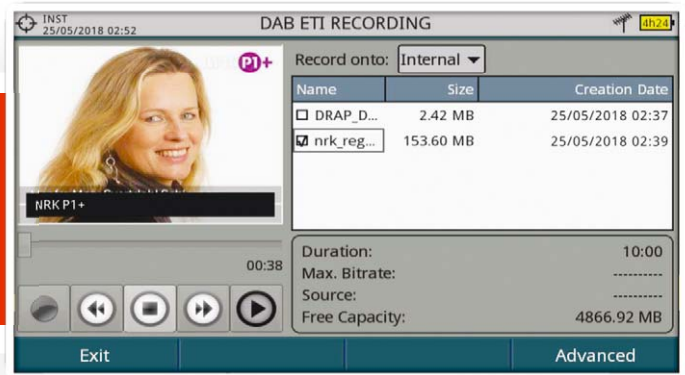 INST
25/05/2018 02:52
DAB ETI RECORDING
4h24
P1+
NRK P1+
00:38
Record onto: Internal
Name Size Creation Date
DRAP_D... 2.42 MB 25/05/2018 02:37
nrk_reg... 153.60 MB 25/05/2018 02:39
Duration: 10:00
Max. Bitrate: ----------
Source: ----------
Free Capacity: 4866.92 MB
Exit Advanced